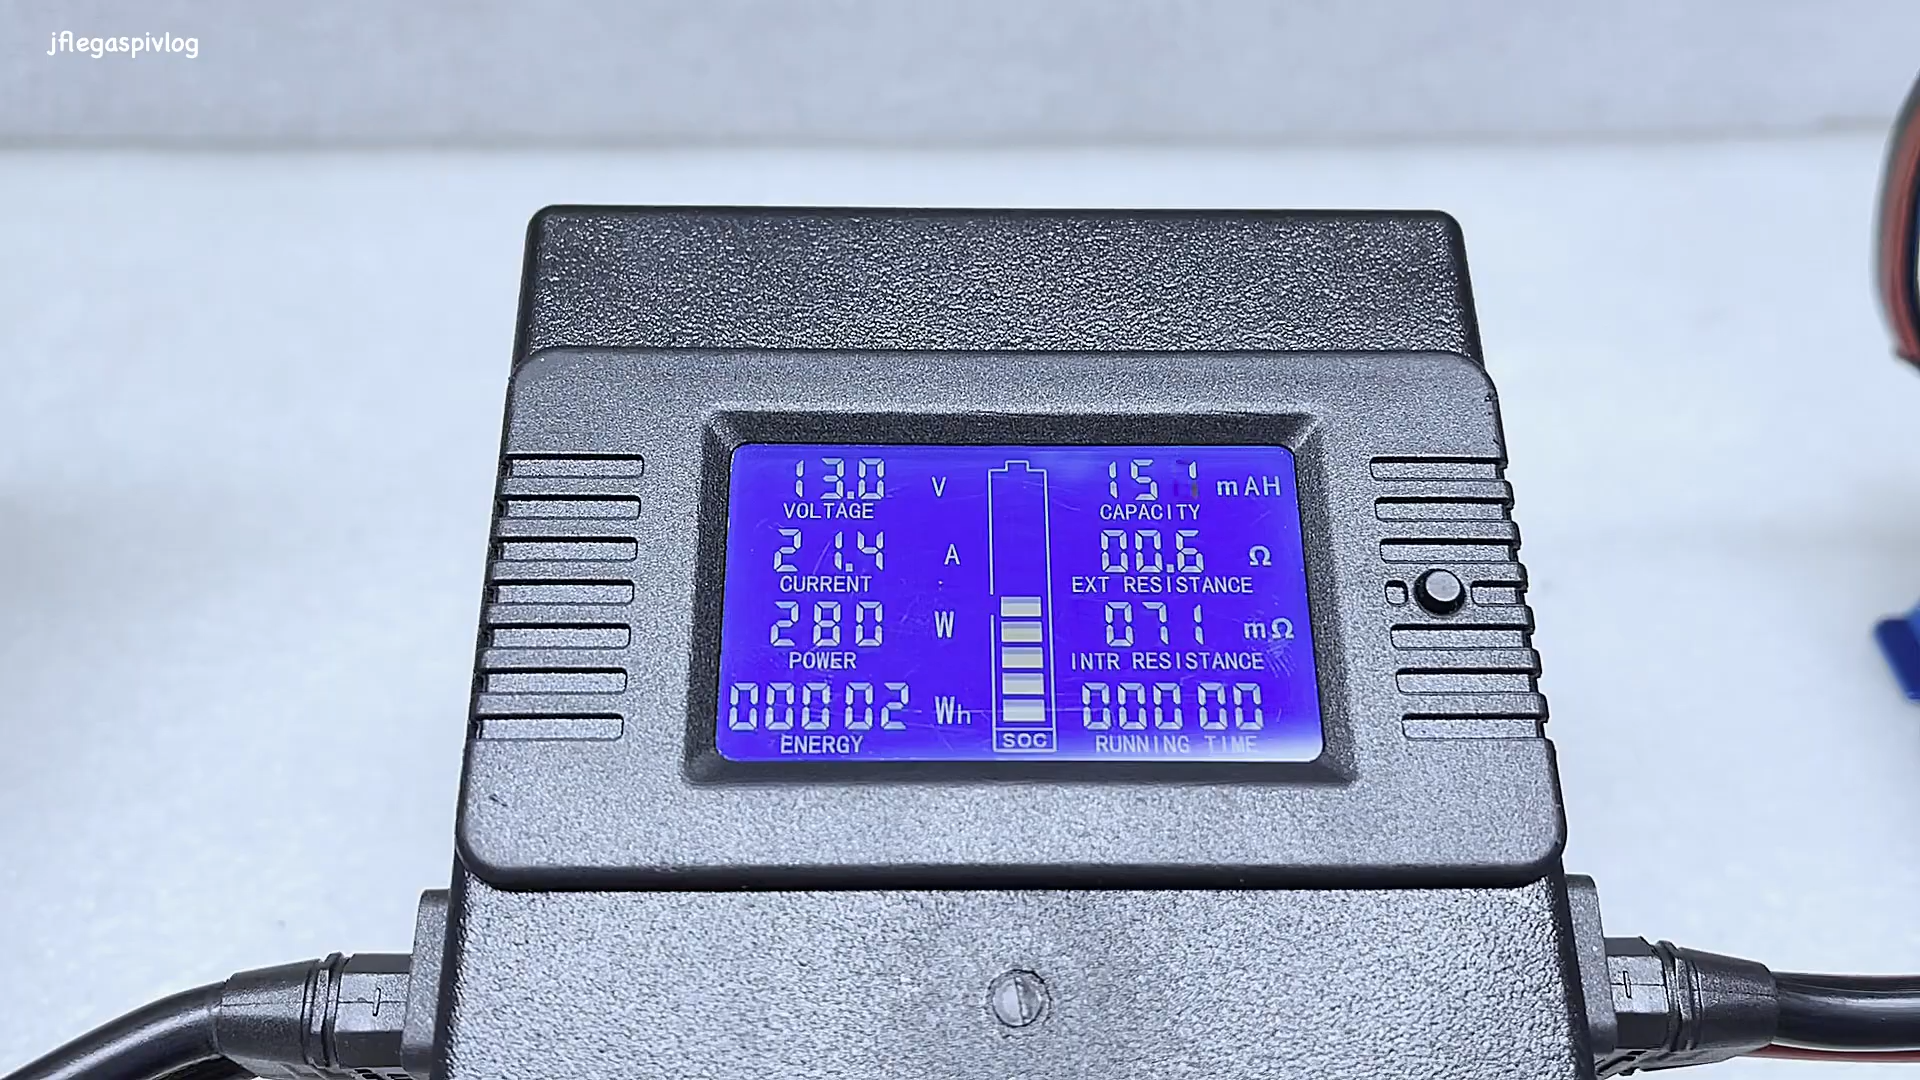 jflegaspivlog
13.0 V
VOLTAGE
21.4 A
CURRENT
280 W
POWER
00002 Wh
ENERGY
SOC
151 mAH
CAPACITY
00.6 Ω
EXT RESISTANCE
071 mΩ
INTR RESISTANCE
00000
RUNNING TIME